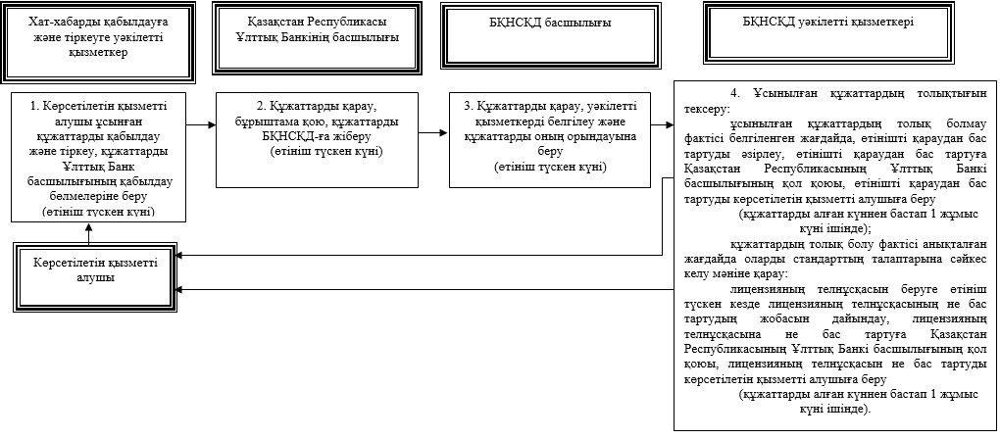 Хат-хабарды қабылдауға
және тіркеуге уәкілетті
қызметкер
Қазақстан Республикасы
Ұлттық Банкінің басшылығы
БҚНСҚД басшылығы
БҚНСҚД уәкілетті қызметкері
1. Көрсетілетін қызметті
алушы ұсынған
құжаттарды қабылдау
және тіркеу, құжаттарды
Ұлттық Банк
басшылығының қабылдау
бөлмелеріне беру
(өтініш түскен күні)
2. Құжаттарды қарау,
бұрыштама қою, құжаттарды
БҚНСҚД-ға жіберу
(өтініш түскен күні)
3. Құжаттарды қарау, уәкілетті
қызметкерді белгілеу және
құжаттарды оның орындауына
беру
(өтініш түскен күні)
4. Ұсынылған құжаттардың толықтығын
тексеру:
ұсынылған құжаттардың толық болмау
фактісі белгіленген жағдайда, өтінішті қараудан бас
тартуды әзірлеу, өтінішті қараудан бас тартуға
Қазақстан Республикасының Ұлттық Банкі
басшылығының қол қоюы, өтінішті қараудан бас
тартуды көрсетілетін қызметті алушыға беру
(құжаттарды алған күннен бастап 1 жұмыс
күні ішінде);
құжаттардың толық болу фактісі анықталған
жағдайда оларды стандарттың талаптарына сәйкес
келу мәніне қарау:
лицензияның телнұсқасын беруге өтініш
түскен кезде лицензияның телнұсқасының не бас
тартудың жобасын дайындау, лицензияның
телнұсқасына не бас тартуға Қазақстан
Республикасының Ұлттық Банкі басшылығының қол
қоюы, лицензияның телнұсқасын не бас тартуды
көрсетілетін қызметті алушыға беру
(құжаттарды алған күннен бастап 1 жұмыс
күні ішінде).
Көрсетілетін қызметті
алушы